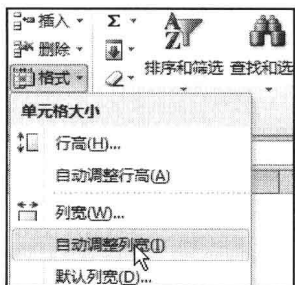 插入
Σ
删除
格式
排序和筛选 查找和选
单元格大小
行高(H)...
自动调整行高(A)
列宽(W)...
自动调整列宽(I)
默认列宽(D)...